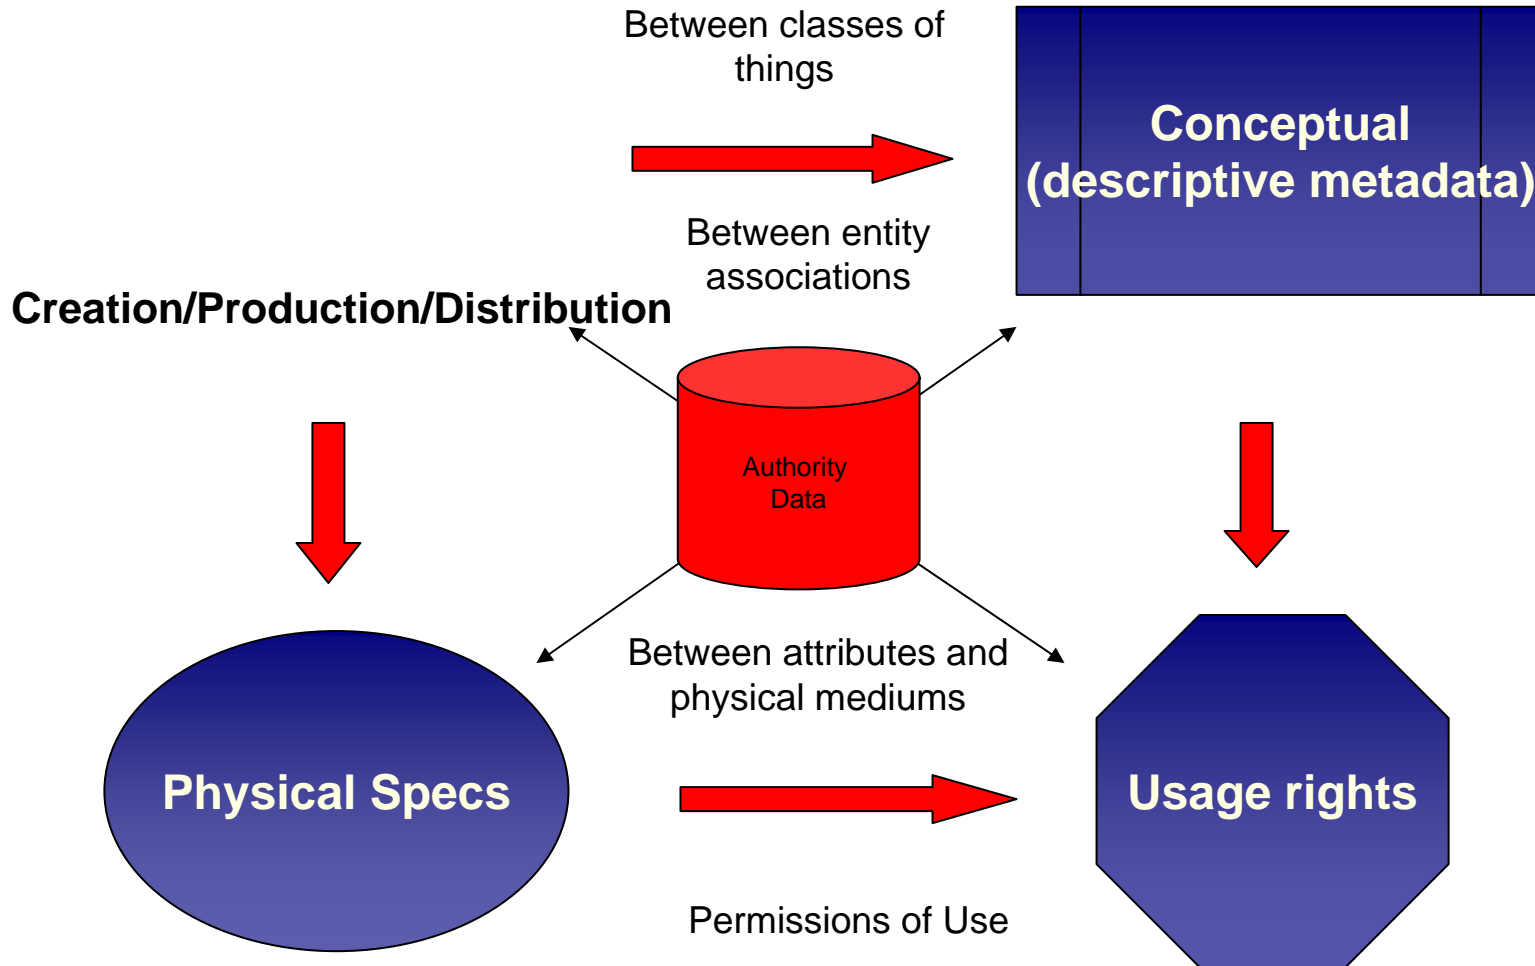 Between classes of
things
Conceptual
(descriptive metadata)
Between entity
associations
Creation/Production/Distribution
Authority
Data
Between attributes and
physical mediums
Physical Specs
Usage rights
Permissions of Use